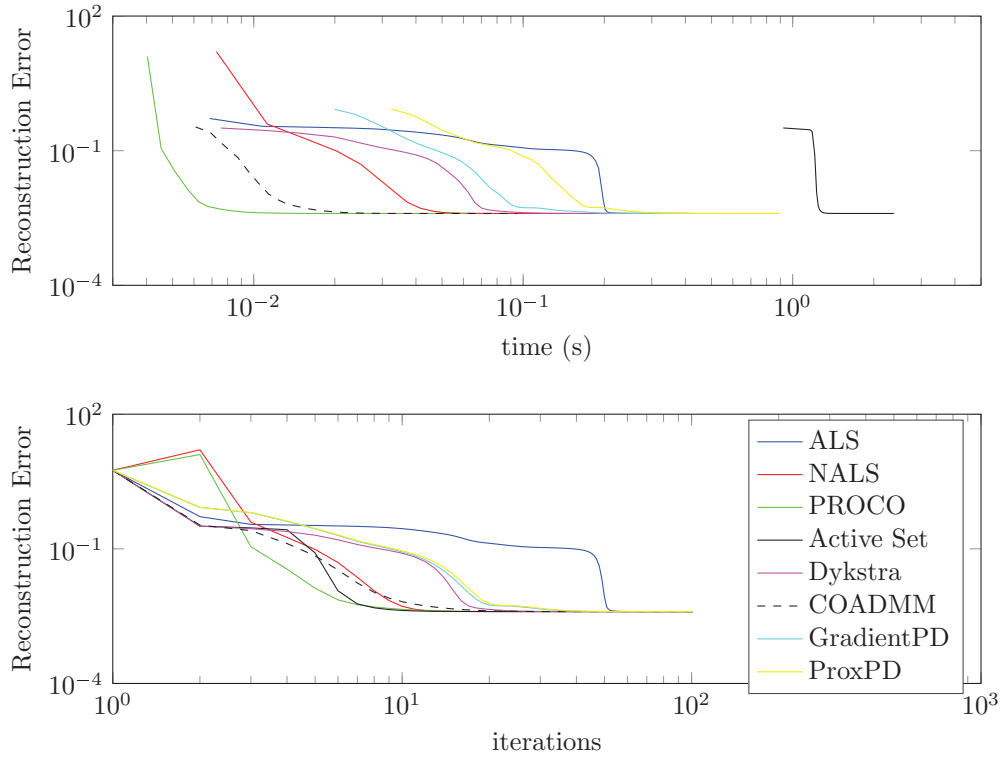 10^2
10^-1
10^-4
Reconstruction Error
10^-2
10^-1
10^0
time (s)
10^2
10^-1
10^-4
Reconstruction Error
10^0
10^1
10^2
10^3
iterations
ALS
NALS
PROCO
Active Set
Dykstra
COADMM
GradientPD
ProxPD